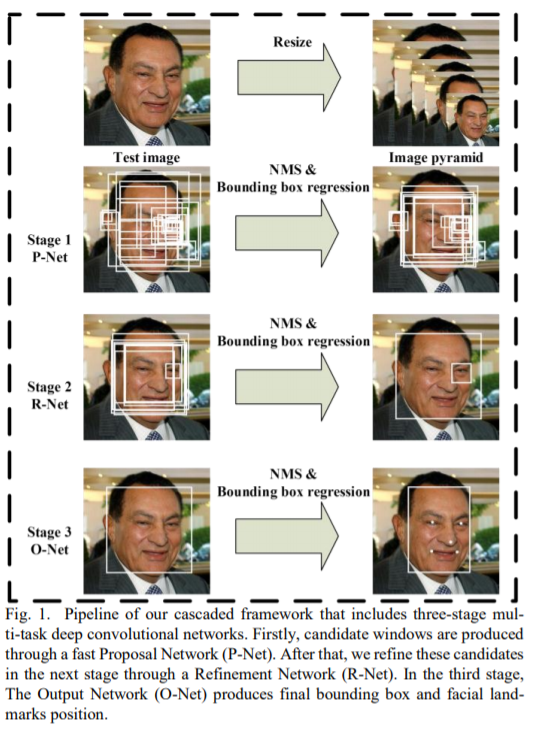 Resize
Test image
Image pyramid
NMS &
Bounding box regression
Stage 1
P-Net
NMS &
Bounding box regression
Stage 2
R-Net
NMS &
Bounding box regression
Stage 3
O-Net
Fig. 1.  Pipeline of our cascaded framework that includes three-stage mul-
ti-task deep convolutional networks. Firstly, candidate windows are produced
through a fast Proposal Network (P-Net). After that, we refine these candidates
in the next stage through a Refinement Network (R-Net). In the third stage,
The Output Network (O-Net) produces final bounding box and facial land-
marks position.